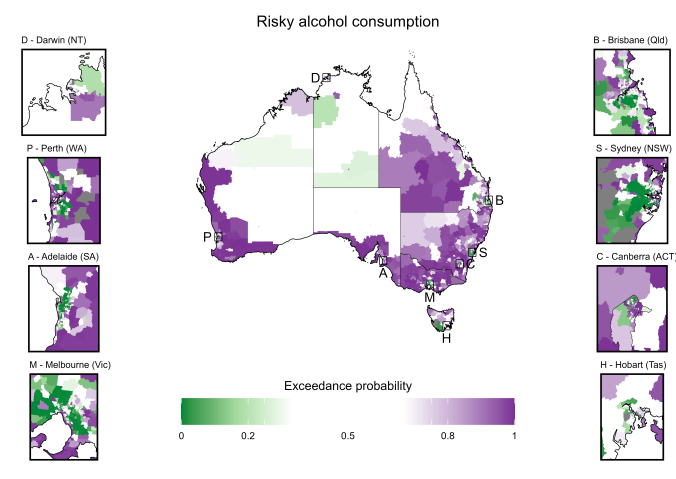 Risky alcohol consumption
D - Darwin (NT)
B - Brisbane (Qld)
P - Perth (WA)
S - Sydney (NSW)
A - Adelaide (SA)
C - Canberra (ACT)
M - Melbourne (Vic)
H - Hobart (Tas)
D
B
P
S
C
A
M
H
Exceedance probability
0 0.2 0.5 0.8 1